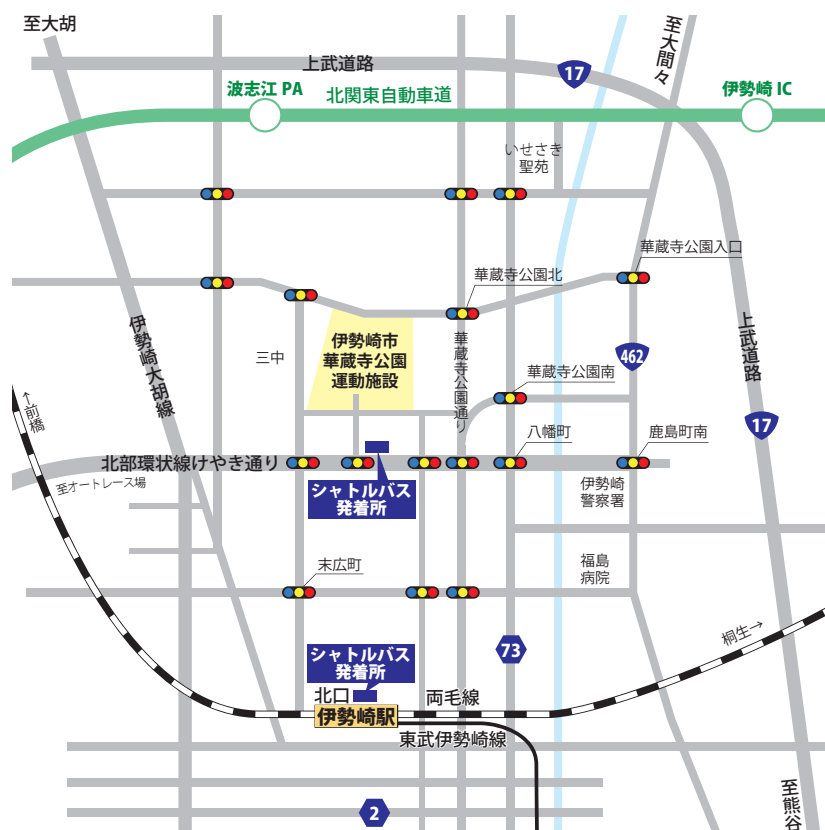 至大胡
至大間々
上武道路
17
波志江 PA
北関東自動車道
伊勢崎 IC
いせさき
聖苑
華蔵寺公園入口
華蔵寺公園北
伊勢崎大胡線
三中
伊勢崎市
華蔵寺公園
運動施設
華蔵寺公園通り
462
上武道路
華蔵寺公園南
←前橋
17
八幡町
鹿島町南
北部環状線けやき通り
至オートレース場
シャトルバス
発着所
伊勢崎
警察署
末広町
福島
病院
73
桐生→
シャトルバス
発着所
北口
両毛線
伊勢崎駅
東武伊勢崎線
2
至熊谷